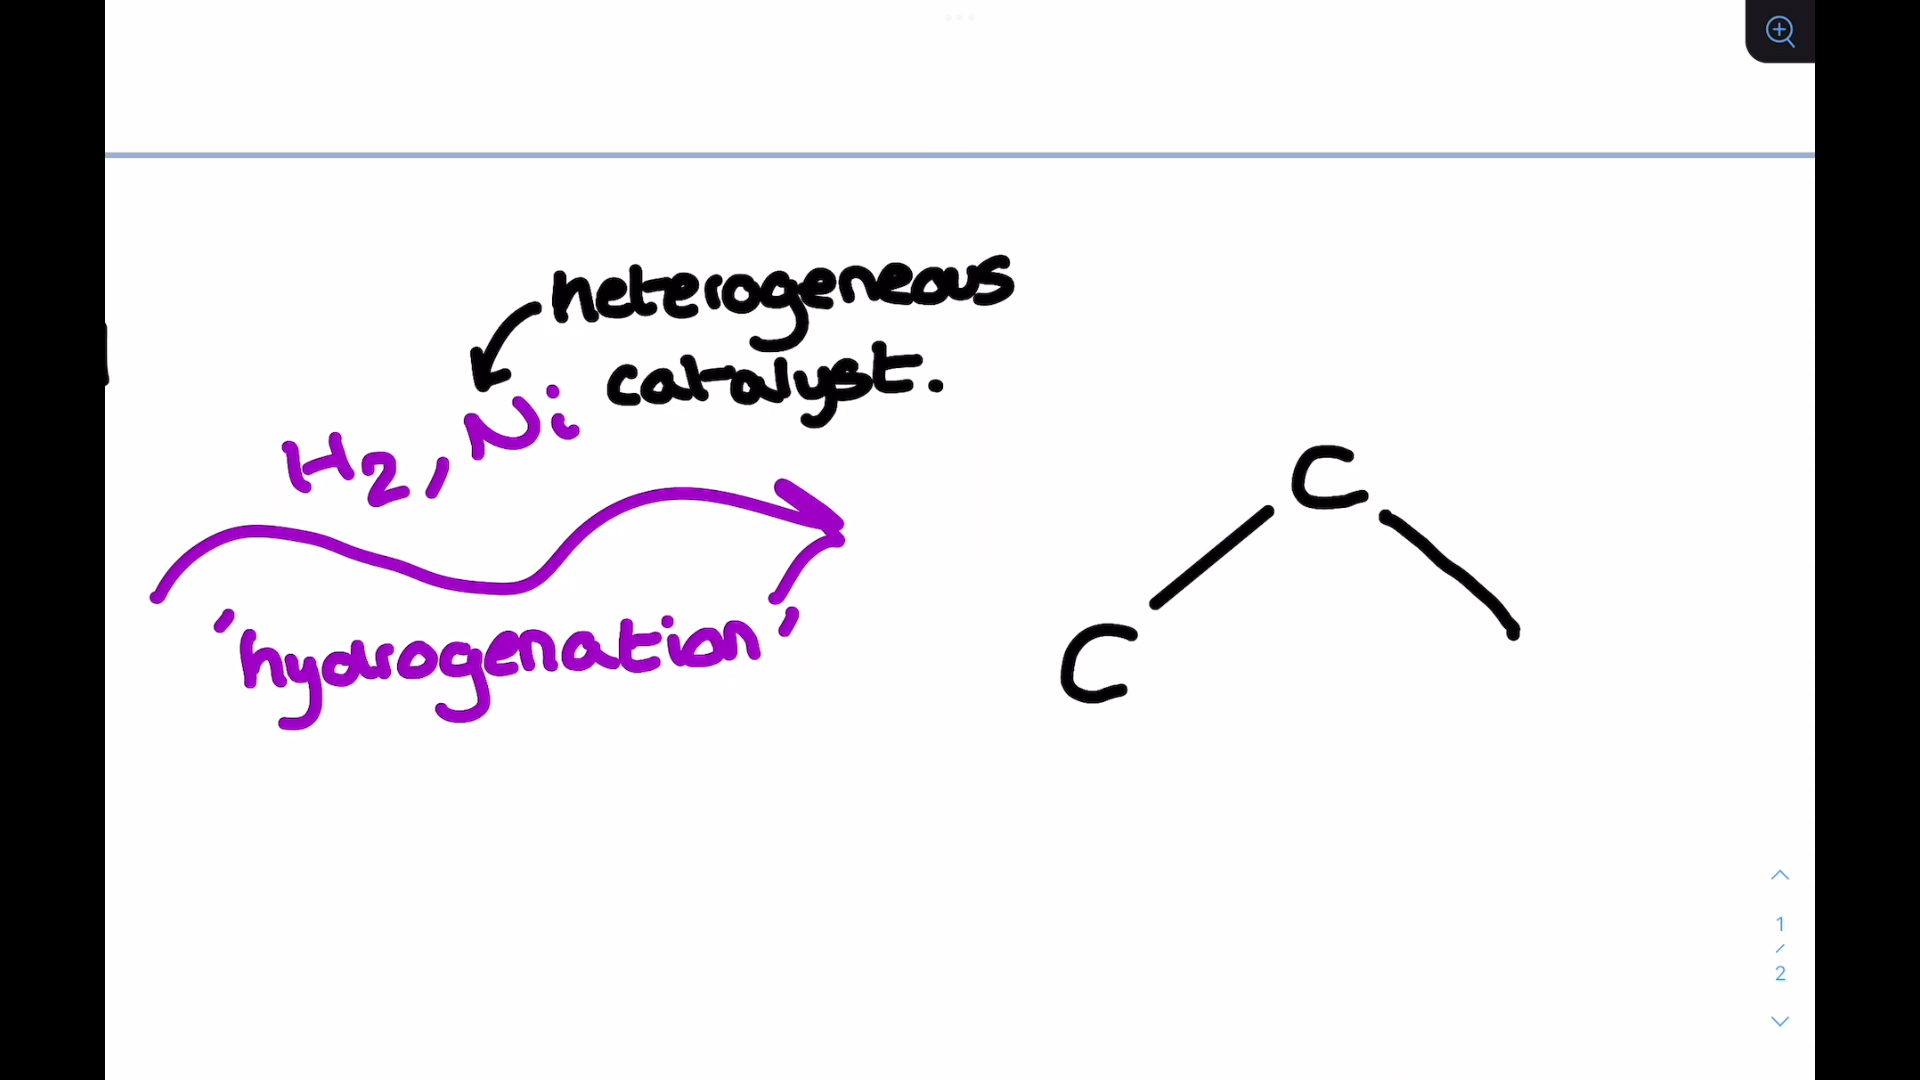 heterogeneous
catalyst.
H2, Ni
'hydrogenation'
C
C
1
/
2